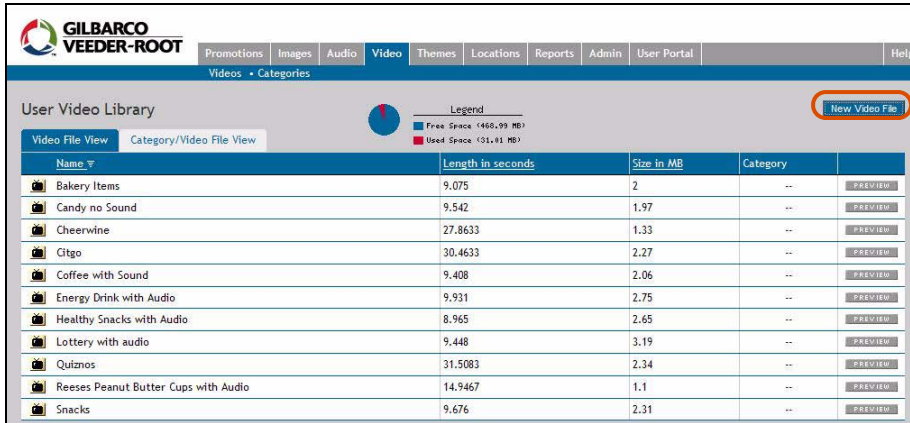 GILBARCO
VEEDER-ROOT
Promotions Images Audio Video Themes Locations Reports Admin User Portal Help
Videos • Categories
User Video Library
Legend
Free Space (468.99 MB)
Used Space (31.01 MB)
New Video File
Video File View Category/Video File View
Name Length in seconds Size in MB Category
Bakery Items 9.075 2 -- PREVIEW
Candy no Sound 9.542 1.97 -- PREVIEW
Cheerwine 27.8633 1.33 -- PREVIEW
Citgo 30.4633 2.27 -- PREVIEW
Coffee with Sound 9.408 2.06 -- PREVIEW
Energy Drink with Audio 9.931 2.75 -- PREVIEW
Healthy Snacks with Audio 8.965 2.65 -- PREVIEW
Lottery with audio 9.448 3.19 -- PREVIEW
Quiznos 31.5083 2.34 -- PREVIEW
Reeses Peanut Butter Cups with Audio 14.9467 1.1 -- PREVIEW
Snacks 9.676 2.31 -- PREVIEW